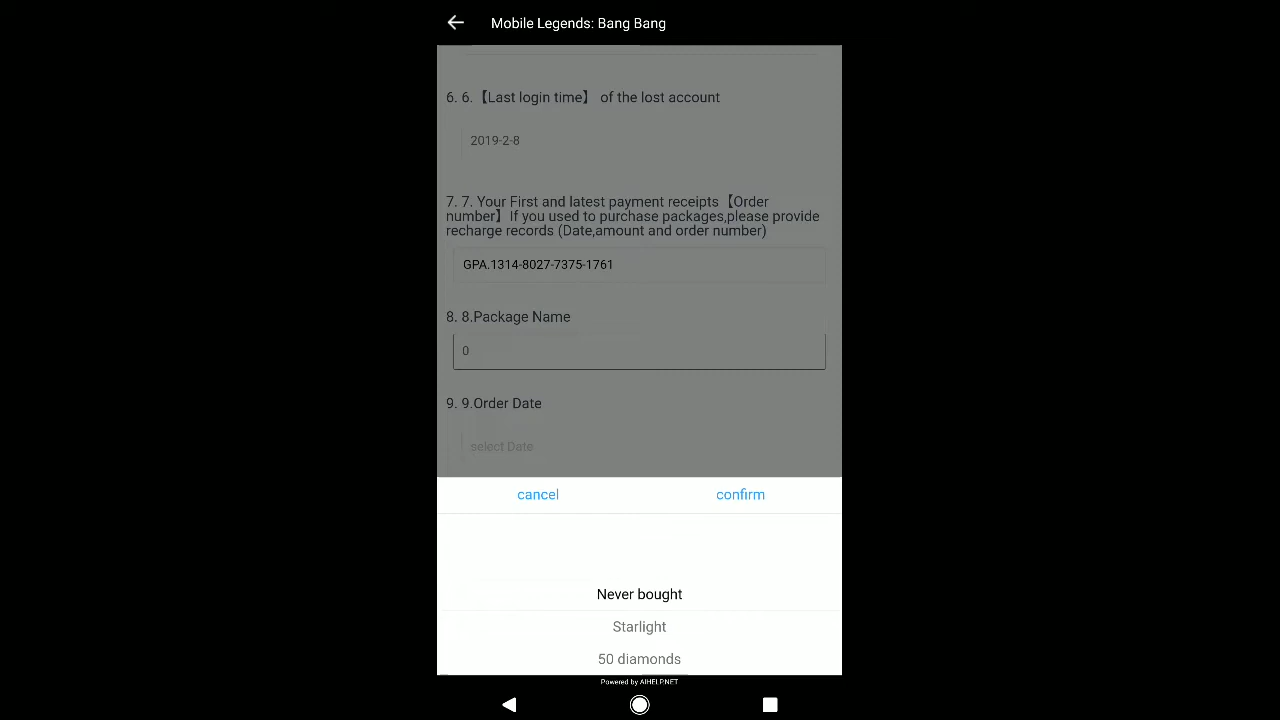 Mobile Legends: Bang Bang
6. 6.【Last login time】 of the lost account
2019-2-8
7. 7. Your First and latest payment receipts【Order
number】If you used to purchase packages,please provide
recharge records (Date,amount and order number)
GPA.1314-8027-7375-1761
8. 8.Package Name
0
9. 9.Order Date
select Date
cancel
confirm
Never bought
Starlight
50 diamonds
Powered by AIHELP.NET